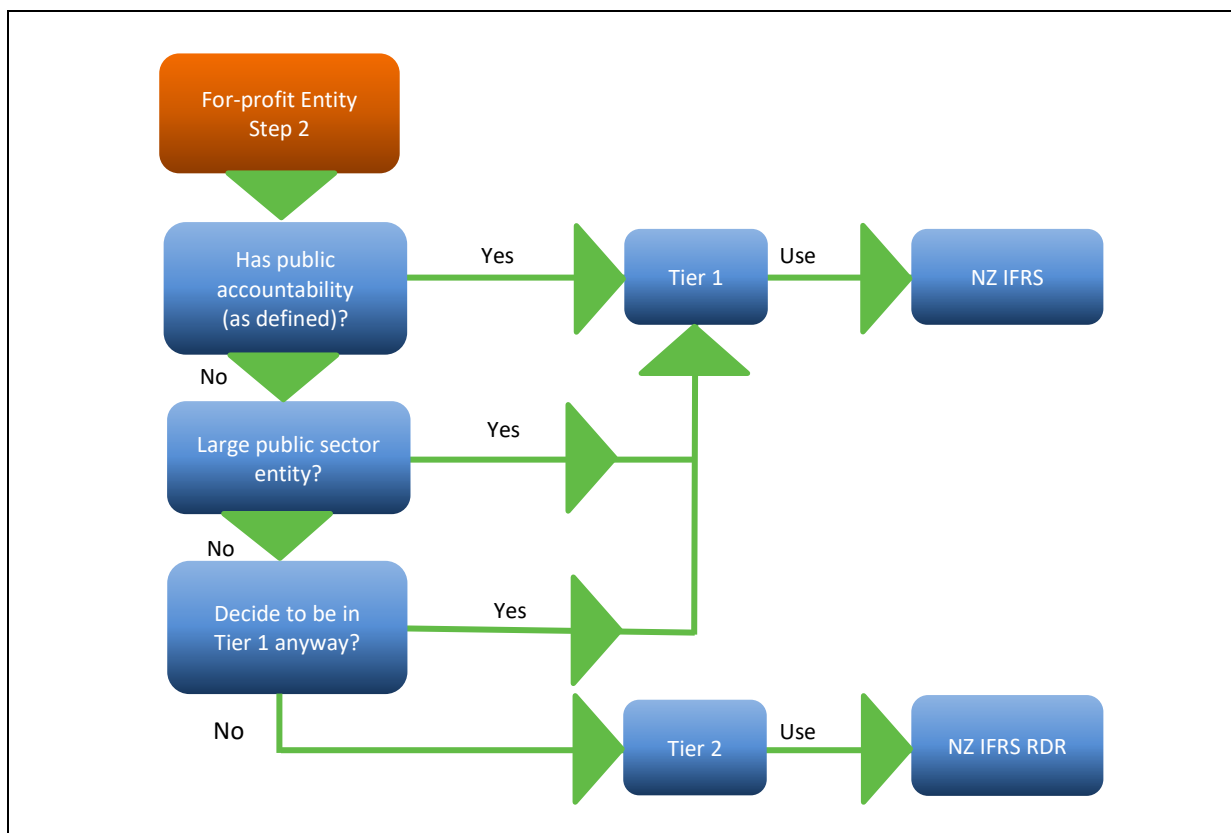 For-profit Entity
Step 2
Has public
accountability
(as defined)?
Yes
Tier 1
Use
NZ IFRS
No
Large public sector
entity?
Yes
No
Decide to be in
Tier 1 anyway?
Yes
No
Tier 2
Use
NZ IFRS RDR